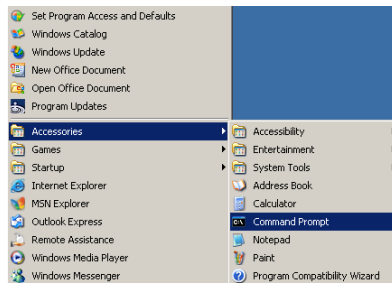 Set Program Access and Defaults
Windows Catalog
Windows Update
New Office Document
Open Office Document
Program Updates
Accessories
Games
Startup
Internet Explorer
MSN Explorer
Outlook Express
Remote Assistance
Windows Media Player
Windows Messenger
Accessibility
Entertainment
System Tools
Address Book
Calculator
Command Prompt
Notepad
Paint
Program Compatibility Wizard